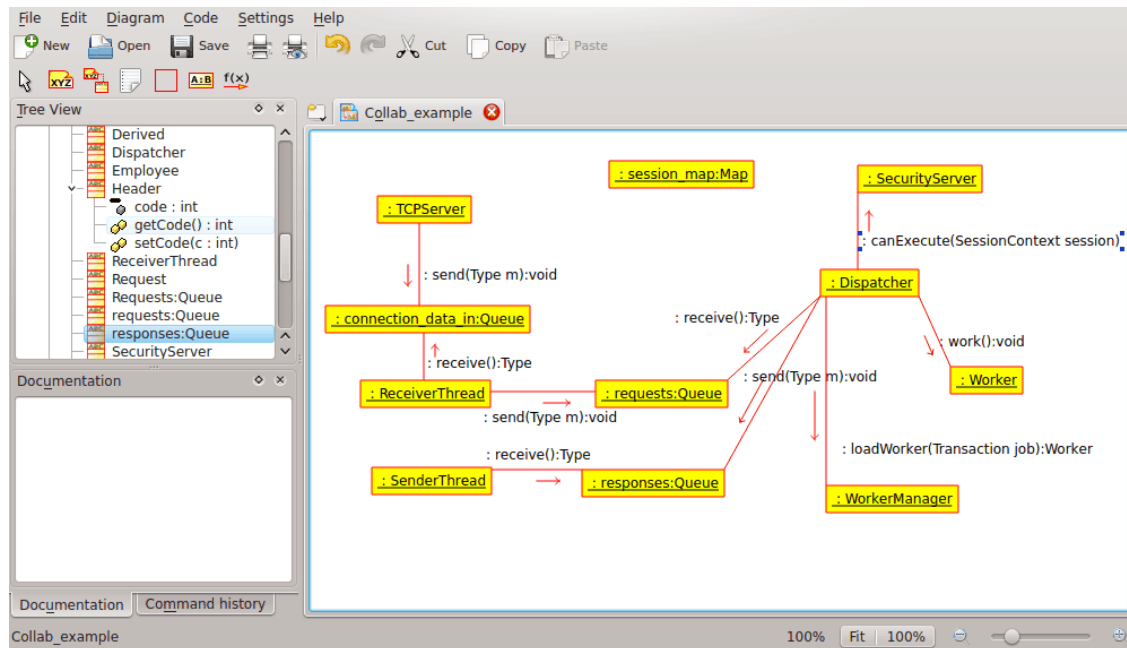 File Edit Diagram Code Settings Help
New Open Save Cut Copy Paste
XYZ XYZ A:B f(x)
Tree View
Collab_example
Derived
Dispatcher
Employee
Header
code : int
getCode() : int
setCode(c : int)
ReceiverThread
Request
Requests:Queue
requests:Queue
responses:Queue
SecurityServer
Documentation
Documentation Command history
: session_map:Map
: SecurityServer
: TCPServer
: canExecute(SessionContext session)
: send(Type m):void
: Dispatcher
: connection_data_in:Queue
: receive():Type
: work():void
: receive():Type
: send(Type m):void
: Worker
: ReceiverThread
: requests:Queue
: send(Type m):void
: loadWorker(Transaction job):Worker
: receive():Type
: SenderThread
: responses:Queue
: WorkerManager
Collab_example
100% Fit 100%